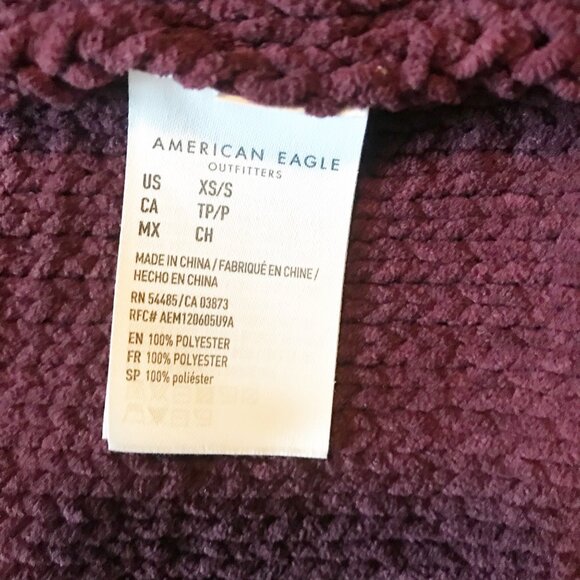 AMERICAN EAGLE
OUTFITTERS
US XS/S
CA TP/P
MX CH
MADE IN CHINA / FABRIQUÉ EN CHINE /
HECHO EN CHINA
RN 54485 / CA 03873
RFC# AEM120605U9A
EN 100% POLYESTER
FR 100% POLYESTER
SP 100% poliéster